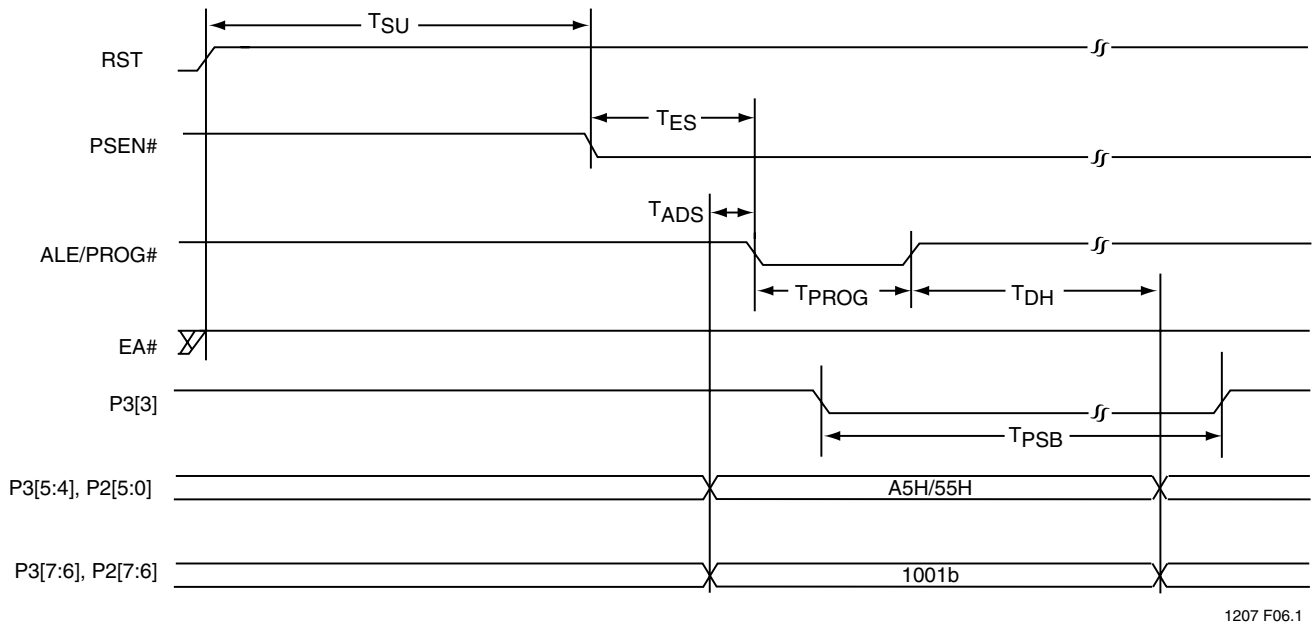 TSU
RST
TES
PSEN#
TADS
ALE/PROG#
TPROG
TDH
EA#
P3[3]
TPSB
P3[5:4], P2[5:0]
A5H/55H
P3[7:6], P2[7:6]
1001b
1207 F06.1